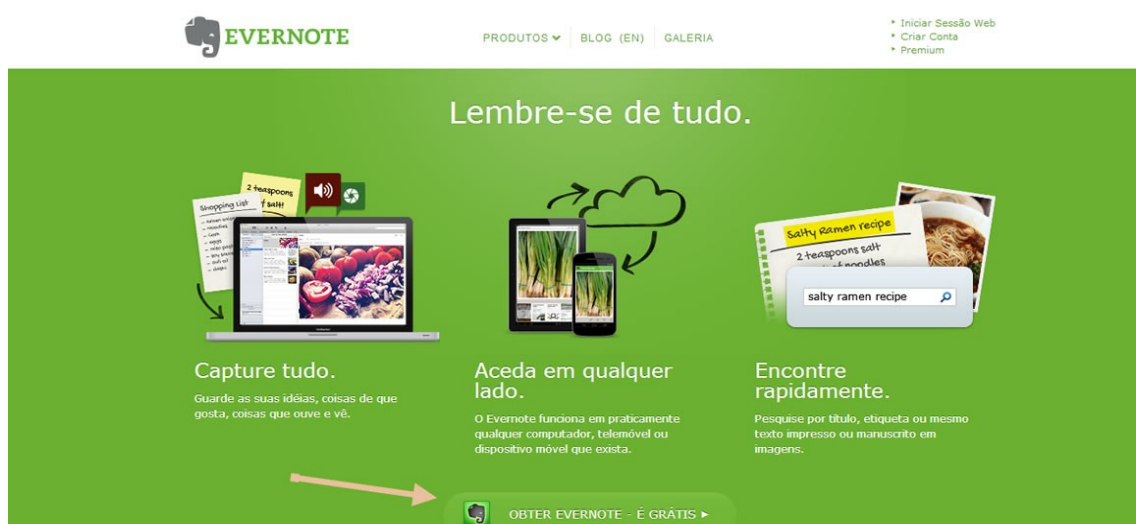 EVERNOTE
PRODUTOS
BLOG (EN)
GALERIA
Iniciar Sessão Web
Criar Conta
Premium
Lembre-se de tudo.
2 teaspoons
of salt!
Shopping List
Salty Ramen recipe
2 teaspoons salt
of noodles
salty ramen recipe
Capture tudo.
Guarde as suas idéias, coisas de que
gosta, coisas que ouve e vê.
Aceda em qualquer
lado.
O Evernote funciona em praticamente
qualquer computador, telemóvel ou
dispositivo móvel que exista.
Encontre
rapidamente.
Pesquise por título, etiqueta ou mesmo
texto impresso ou manuscrito em
imagens.
OBTER EVERNOTE - É GRÁTIS